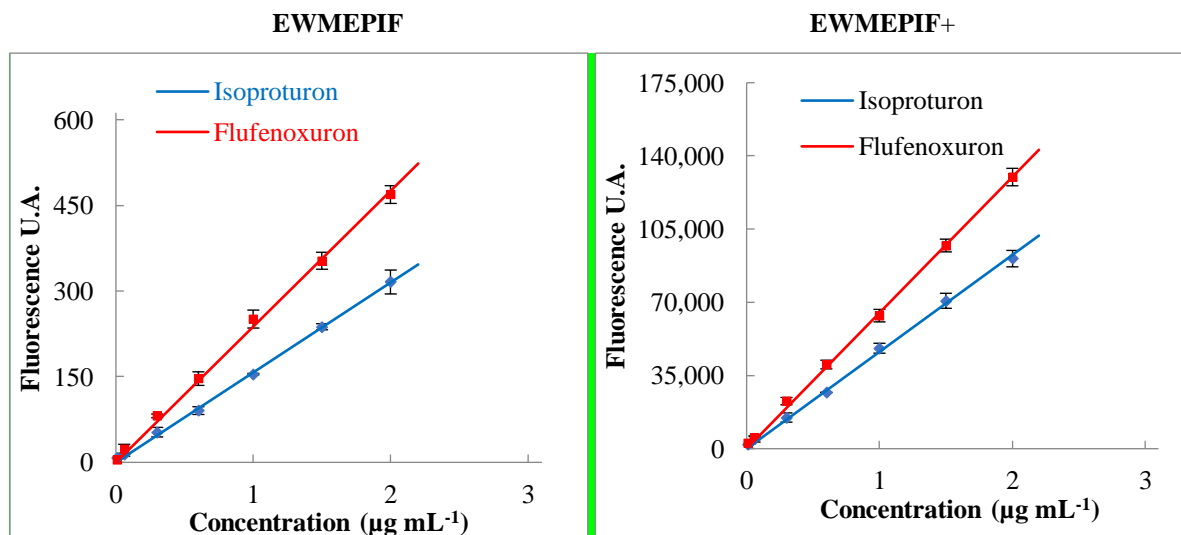 EWMEPIF
Isoproturon
Flufenoxuron
600
450
300
150
0
0
1
2
3
Fluorescence U.A.
Concentration (µg mL⁻¹)
EWMEPIF+
Isoproturon
Flufenoxuron
175,000
140,000
105,000
70,000
35,000
0
0
1
2
3
Fluorescence U.A.
Concentration (µg mL⁻¹)